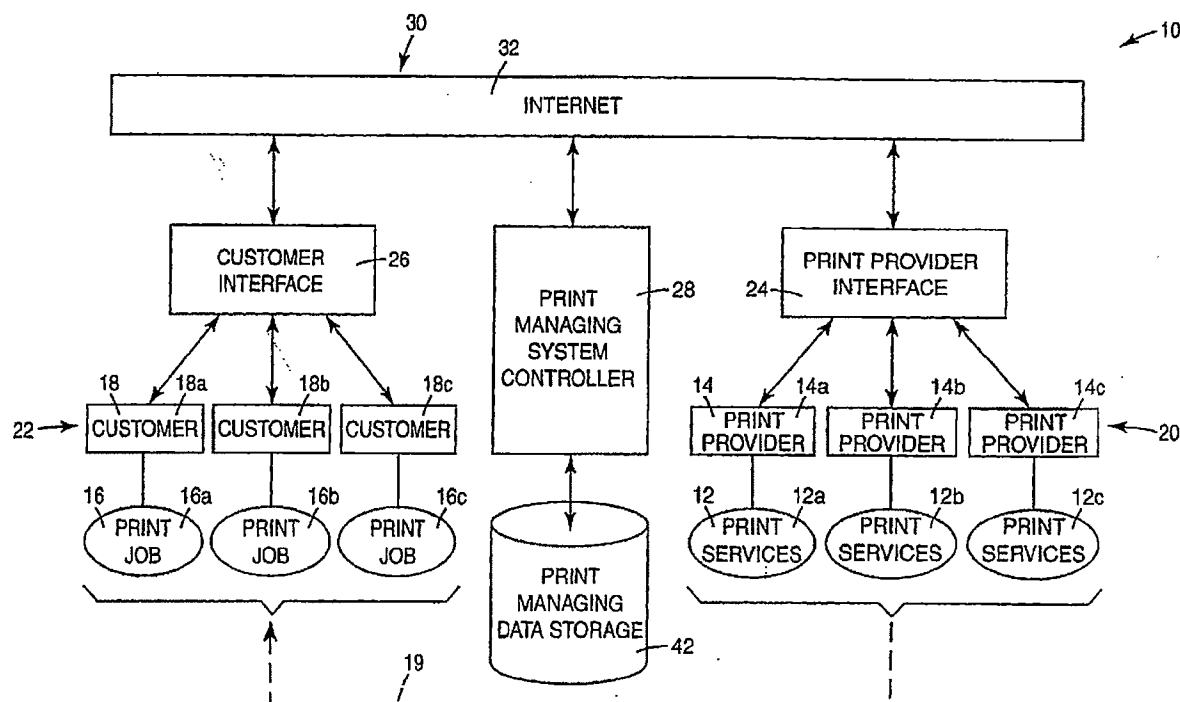 30
10
32
INTERNET
CUSTOMER
INTERFACE
26
PRINT
MANAGING
SYSTEM
CONTROLLER
28
PRINT PROVIDER
INTERFACE
24
18
18a
18b
18c
14
14a
14b
14c
22
CUSTOMER
CUSTOMER
CUSTOMER
PRINT
PROVIDER
PRINT
PROVIDER
PRINT
PROVIDER
20
16
16a
16b
16c
12
12a
12b
12c
PRINT
JOB
PRINT
JOB
PRINT
JOB
PRINT
MANAGING
DATA STORAGE
42
PRINT
SERVICES
PRINT
SERVICES
PRINT
SERVICES
19